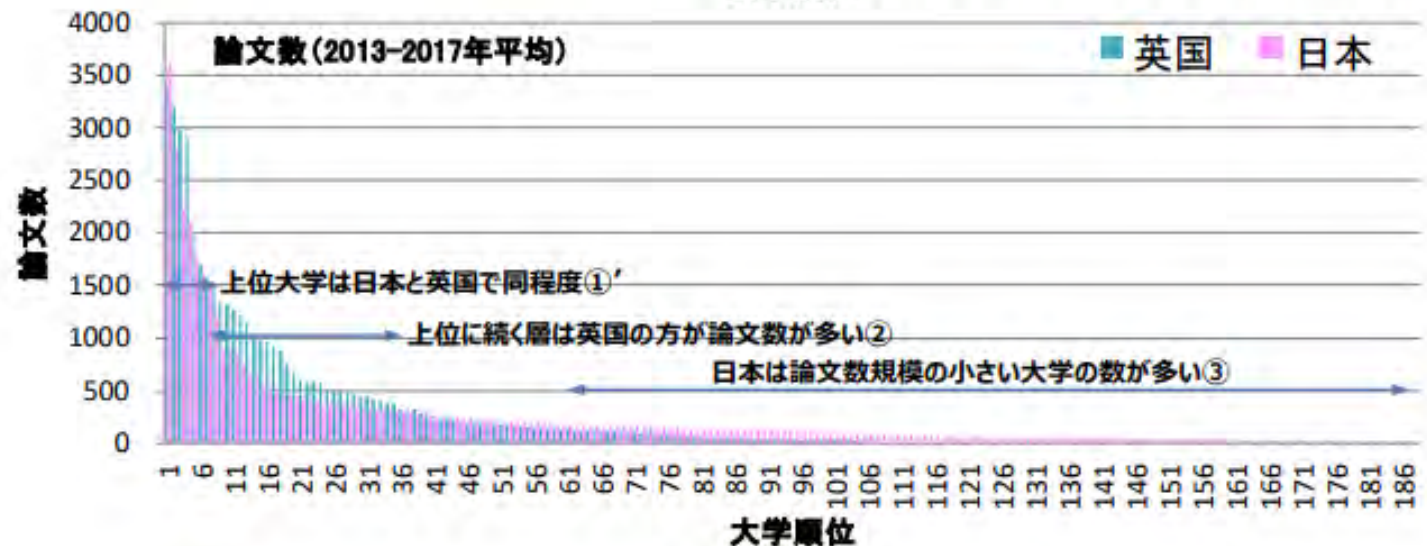 論文数(2013-2017年平均)
英国 日本
4000
3500
3000
2500
2000
1500
1000
500
0
論文数
上位大学は日本と英国で同程度①′
上位に続く層は英国の方が論文数が多い②
日本は論文数規模の小さい大学の数が多い③
1 6 11 16 21 26 31 36 41 46 51 56 61 66 71 76 81 86 91 96 101 106 111 116 121 126 131 136 141 146 151 156 161 166 171 176 181 186
大学順位